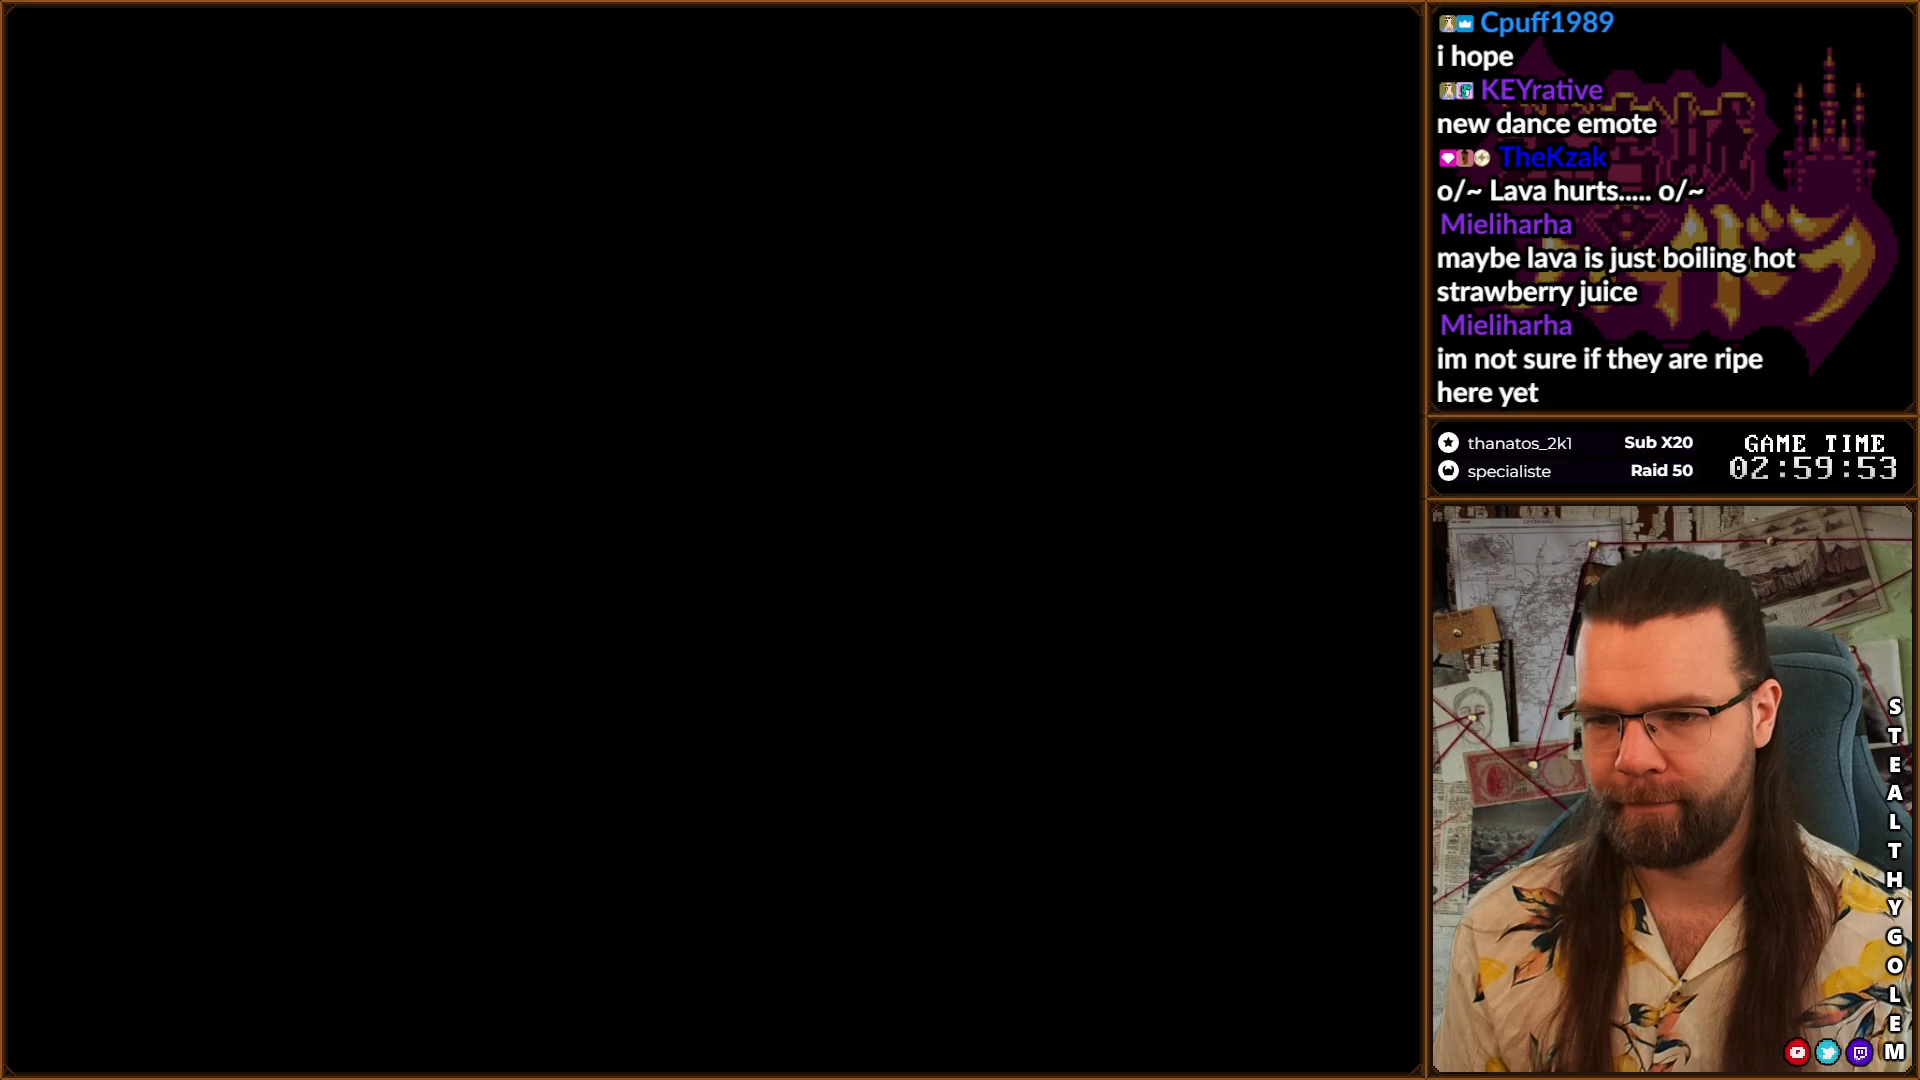 Cpuff1989
i hope
KEYrative
new dance emote
TheKzak
o/~ Lava hurts..... o/~
Mieliharha
maybe lava is just boiling hot
strawberry juice
Mieliharha
im not sure if they are ripe
here yet
thanatos_2k1 Sub X20
specialiste Raid 50
GAME TIME
02:59:53
STEALTHYGOLEM